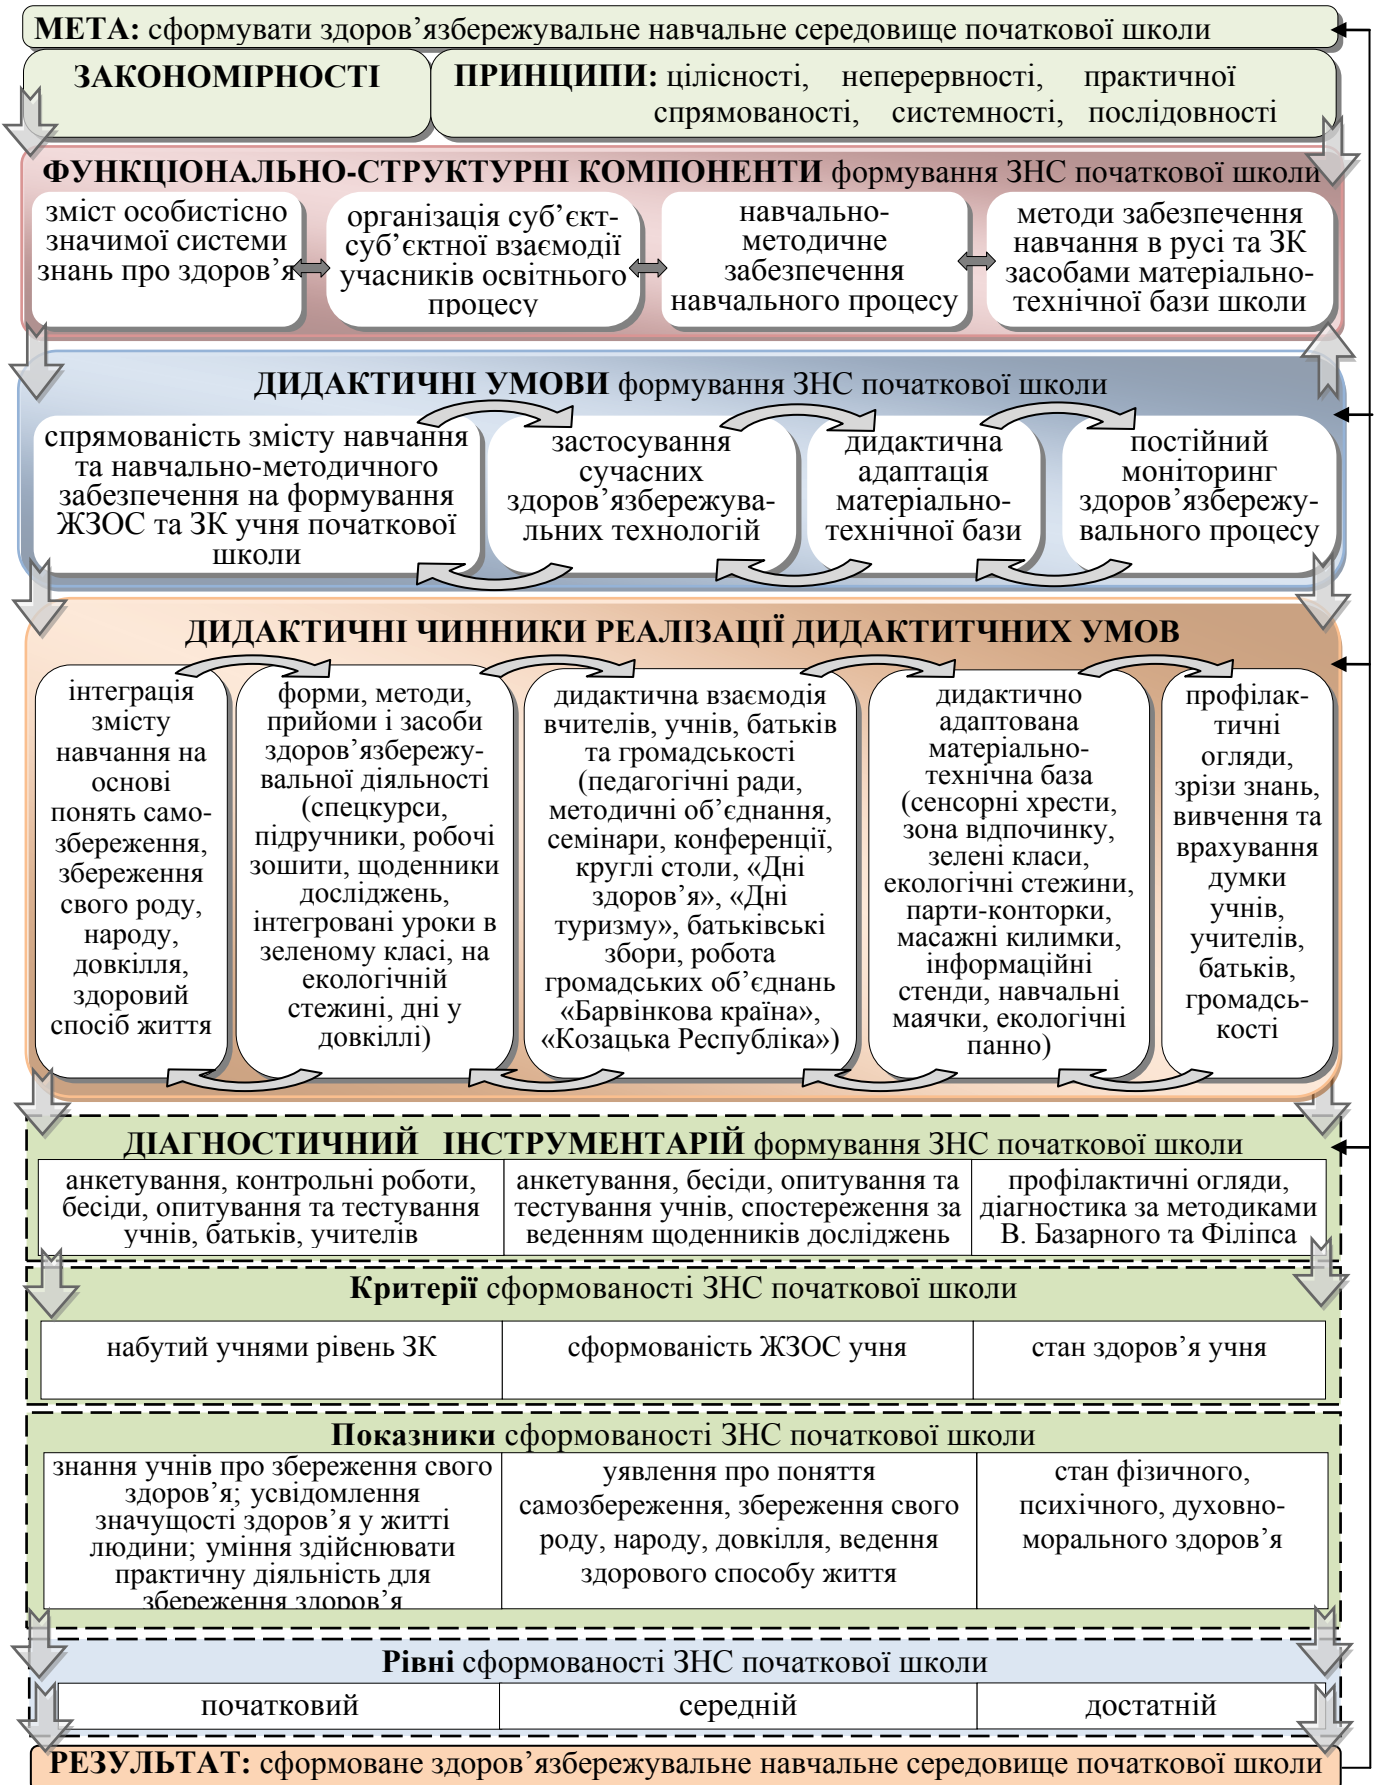 МЕТА: сформувати здоров’язбережувальне навчальне середовище початкової школи
ЗАКОНОМІРНОСТІ
ПРИНЦИПИ: цілісності, неперервності, практичної
спрямованості, системності, послідовності
ФУНКЦІОНАЛЬНО-СТРУКТУРНІ КОМПОНЕНТИ формування ЗНС початкової школи
зміст особистісно
значимої системи
знань про здоров’я
організація суб’єкт-
суб’єктної взаємодії
учасників освітнього
процесу
навчально-
методичне
забезпечення
навчального процесу
методи забезпечення
навчання в русі та ЗК
засобами матеріально-
технічної бази школи
ДИДАКТИЧНІ УМОВИ формування ЗНС початкової школи
спрямованість змісту навчання
та навчально-методичного
забезпечення на формування
ЖЗОС та ЗК учня початкової
школи
застосування
сучасних
здоров’язбережува-
льних технологій
дидактична
адаптація
матеріально-
технічної бази
постійний
моніторинг
здоров’язбережу-
вального процесу
ДИДАКТИЧНІ ЧИННИКИ РЕАЛІЗАЦІЇ ДИДАКТИТЧНИХ УМОВ
інтеграція
змісту
навчання на
основі
понять само-
збереження,
збереження
свого роду,
народу,
довкілля,
здоровий
спосіб життя
форми, методи,
прийоми і засоби
здоров’язбережу-
вальної діяльності
(спецкурси,
підручники, робочі
зошити, щоденники
досліджень,
інтегровані уроки в
зеленому класі, на
екологічній
стежині, дні у
довкіллі)
дидактична взаємодія
вчителів, учнів, батьків
та громадськості
(педагогічні ради,
методичні об’єднання,
семінари, конференції,
круглі столи, «Дні
здоров’я», «Дні
туризму», батьківські
збори, робота
громадських об’єднань
«Барвінкова країна»,
«Козацька Республіка»)
дидактично
адаптована
матеріально-
технічна база
(сенсорні хрести,
зона відпочинку,
зелені класи,
екологічні стежини,
парти-конторки,
масажні килимки,
інформаційні
стенди, навчальні
маячки, екологічні
панно)
профілак-
тичні
огляди,
зрізи знань,
вивчення та
врахування
думки
учнів,
учителів,
батьків,
громадсь-
кості
ДІАГНОСТИЧНИЙ ІНСТРУМЕНТАРІЙ формування ЗНС початкової школи
анкетування, контрольні роботи,
бесіди, опитування та тестування
учнів, батьків, учителів
анкетування, бесіди, опитування та
тестування учнів, спостереження за
веденням щоденників досліджень
профілактичні огляди,
діагностика за методиками
В. Базарного та Філіпса
Критерії сформованості ЗНС початкової школи
набутий учнями рівень ЗК
сформованість ЖЗОС учня
стан здоров’я учня
Показники сформованості ЗНС початкової школи
знання учнів про збереження свого
здоров’я; усвідомлення
значущості здоров’я у житті
людини; уміння здійснювати
практичну діяльність для
збереження здоров’я
уявлення про поняття
самозбереження, збереження свого
роду, народу, довкілля, ведення
здорового способу життя
стан фізичного,
психічного, духовно-
морального здоров’я
Рівні сформованості ЗНС початкової школи
початковий
середній
достатній
РЕЗУЛЬТАТ: сформоване здоров’язбережувальне навчальне середовище початкової школи